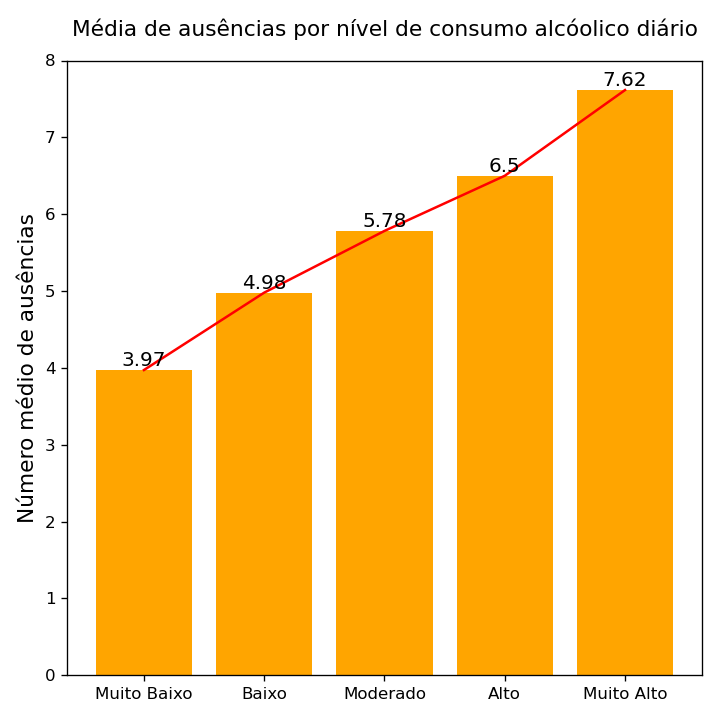 Média de ausências por nível de consumo alcóolico diário
Número médio de ausências
8
7
6
5
4
3
2
1
0
3.97
4.98
5.78
6.5
7.62
Muito Baixo
Baixo
Moderado
Alto
Muito Alto